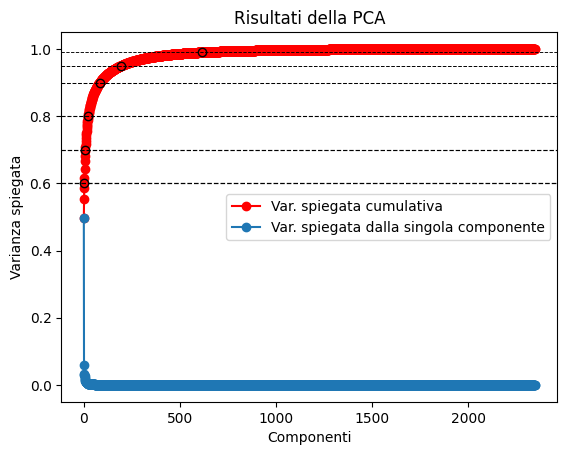 Risultati della PCA
Varianza spiegata
1.0
0.8
0.6
0.4
0.2
0.0
Var. spiegata cumulativa
Var. spiegata dalla singola componente
0 500 1000 1500 2000
Componenti